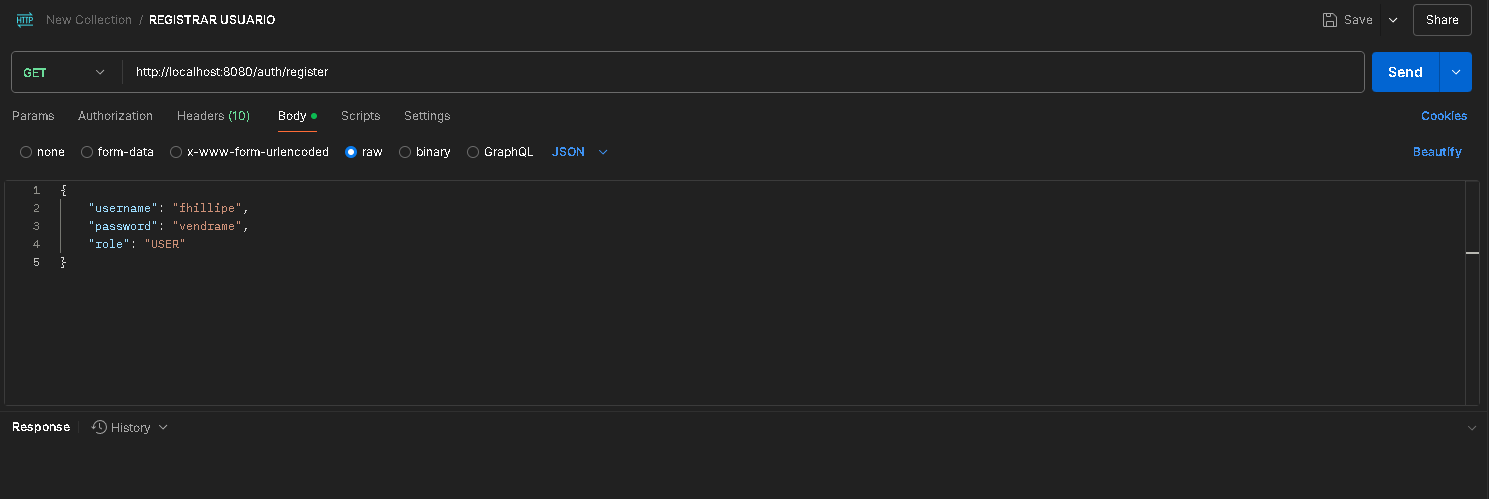 HTTP New Collection / REGISTRAR USUARIO Save Share
GET http://localhost:8080/auth/register Send
Params Authorization Headers (10) Body Scripts Settings Cookies
none form-data x-www-form-urlencoded raw binary GraphQL JSON Beautify
1 {
2 "username": "fhillipe",
3 "password": "vendrame",
4 "role": "USER"
5 }
Response History